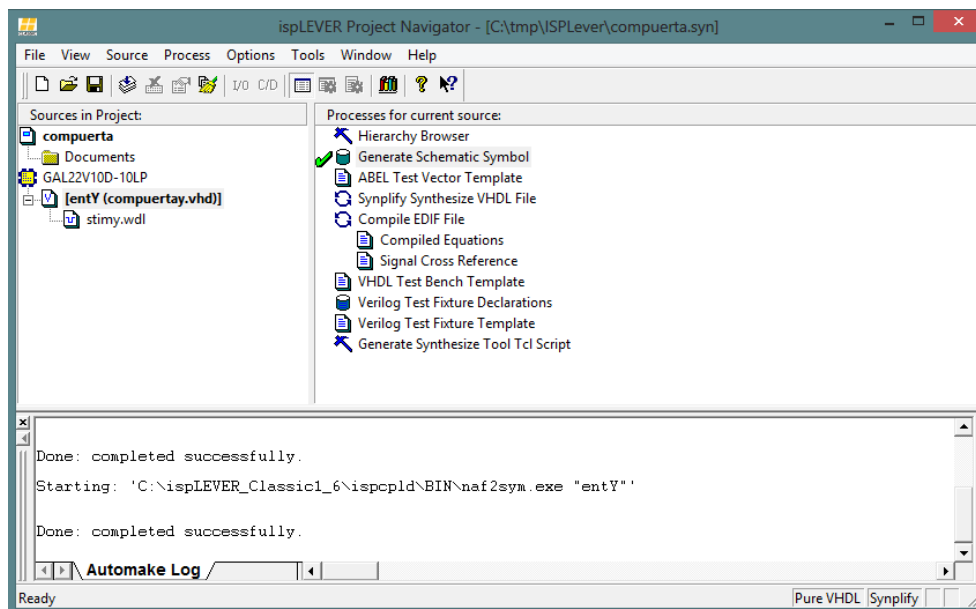 ispLEVER Project Navigator - [C:\tmp\ISPLever\compuerta.syn]
File View Source Process Options Tools Window Help
I/O C/D
Sources in Project:
compuerta
Documents
GAL22V10D-10LP
[entY (compuertay.vhd)]
stimy.wdl
Processes for current source:
Hierarchy Browser
Generate Schematic Symbol
ABEL Test Vector Template
Synplify Synthesize VHDL File
Compile EDIF File
Compiled Equations
Signal Cross Reference
VHDL Test Bench Template
Verilog Test Fixture Declarations
Verilog Test Fixture Template
Generate Synthesize Tool Tcl Script
Done: completed successfully.
Starting: 'C:\ispLEVER_Classic1_6\ispcpld\BIN\naf2sym.exe "entY"'
Done: completed successfully.
Automake Log
Ready
Pure VHDL Synplify